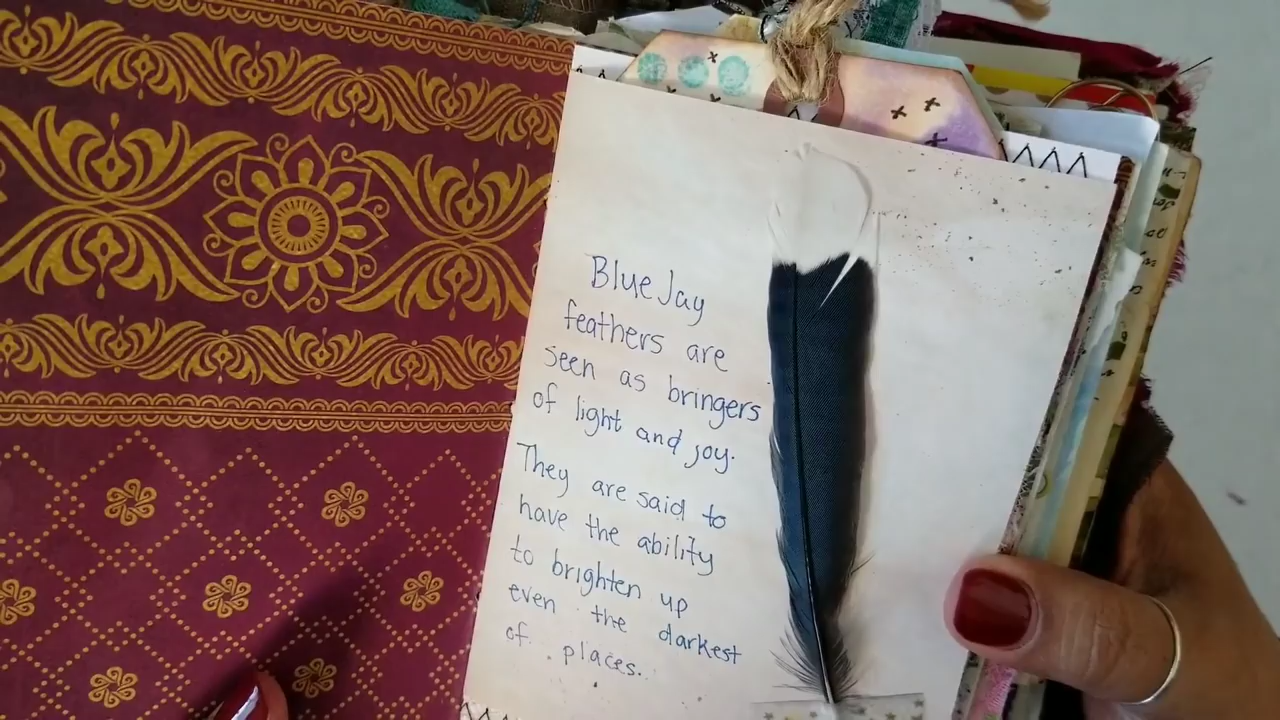 Blue Jay
feathers are
seen as bringers
of light and joy.
They are said to
have the ability
to brighten up
even the darkest
of places.